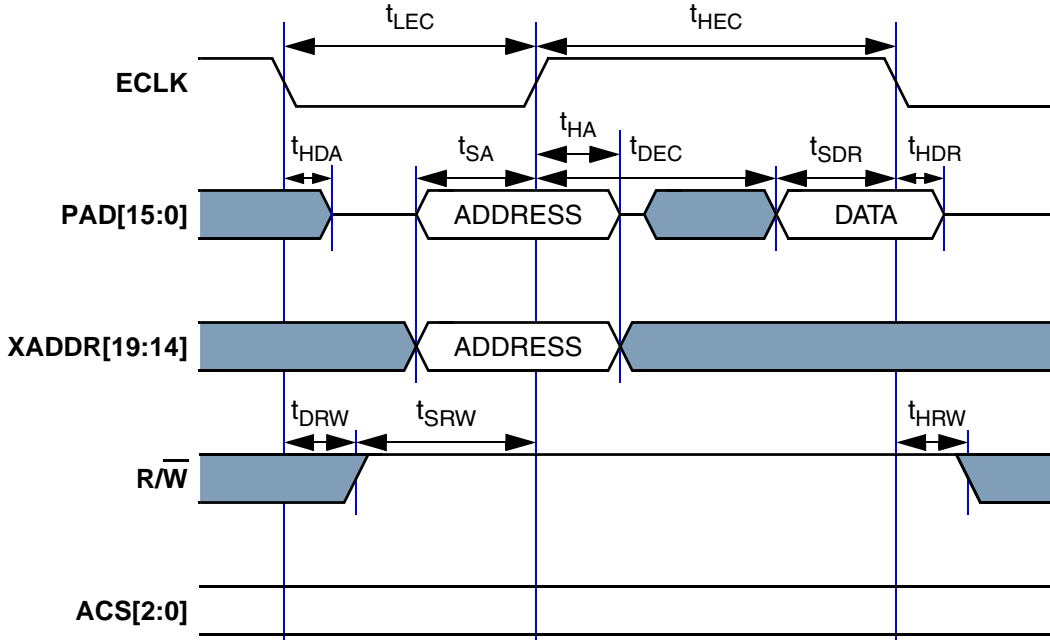 tLEC tHEC
ECLK
tHDA tSA tHA tDEC tSDR tHDR
PAD[15:0] ADDRESS DATA
XADDR[19:14] ADDRESS
tDRW tSRW tHRW
R/W̅
ACS[2:0]